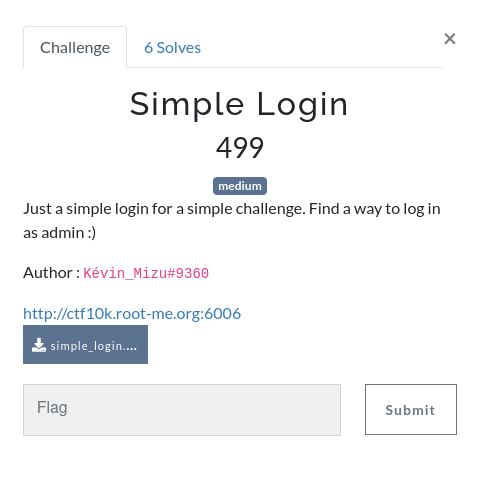 Challenge
6 Solves
×
Simple Login
499
medium
Just a simple login for a simple challenge. Find a way to log in
as admin :)
Author : Kévin_Mizu#9360
http://ctf10k.root-me.org:6006
simple_login....
Flag
Submit